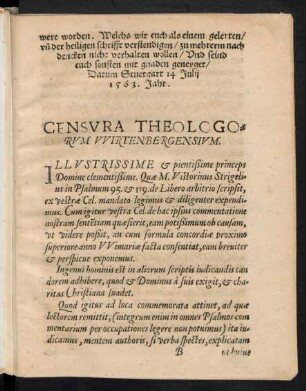 were worden. Welchs wir euch als einem gelerten/
vñ der heiligen schrifft verstendigen/ zu mehrerm nach
dencken nicht verhalten wollen/ Vnd seind
euch sonsten mit gnaden geneyget/
Datum Stutgart 14 Julij
1563. Jahr.
CENSVRA THEOLOGO-
RVM VVIRTENBERGENSIVM.
ILLVSTRISSIME & pientißime princeps
Domine clementißime. Quæ M. Victorinus Strigeli-
us in Psalmum 95. & 119. de Libero arbitrio scripsit,
ex vestræ Cel. mandato legimus & diligenter expendi-
mus. Cum igitur vestra Cel. de hac ipsius commentatione
nostram sententiam quæsierit, eam potißimum ob causam,
vt videre poßit, an cum formula concordiæ proximo
superiore anno VVimariæ facta consentiat, eam breuiter
& perspicue exponemus.
Ingenui hominis est in aliorum scriptis iudicandis can
dorem adhibere, quod & Dominus à suis exigit, & cha-
ritas Christiana suadet.
Quod igitur ad loca commemorata attinet, ad quæ
lectorem remittit, (integrum enim in omnes Psalmos com
mentarium per occupationes legere non potuimus) ita iu-
dicamus, mentem authoris, si verba spectes, explicatam
B